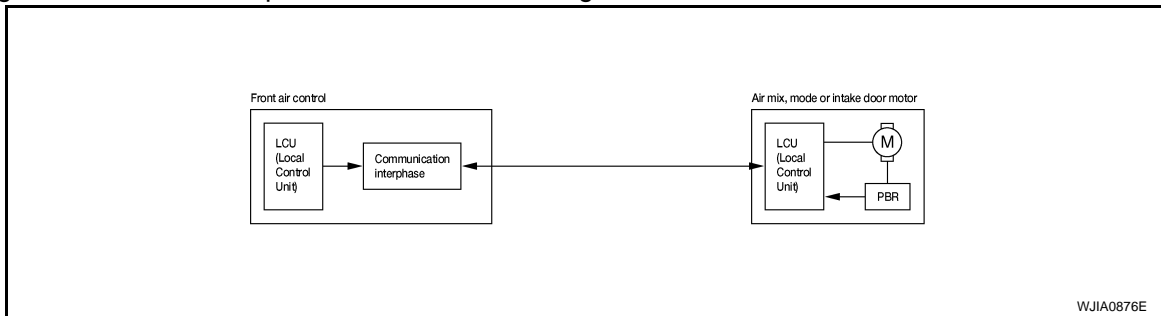 Front air control
LCU
(Local
Control
Unit)
Communication
interphase
Air mix, mode or intake door motor
LCU
(Local
Control
Unit)
M
PBR
WJIA0876E